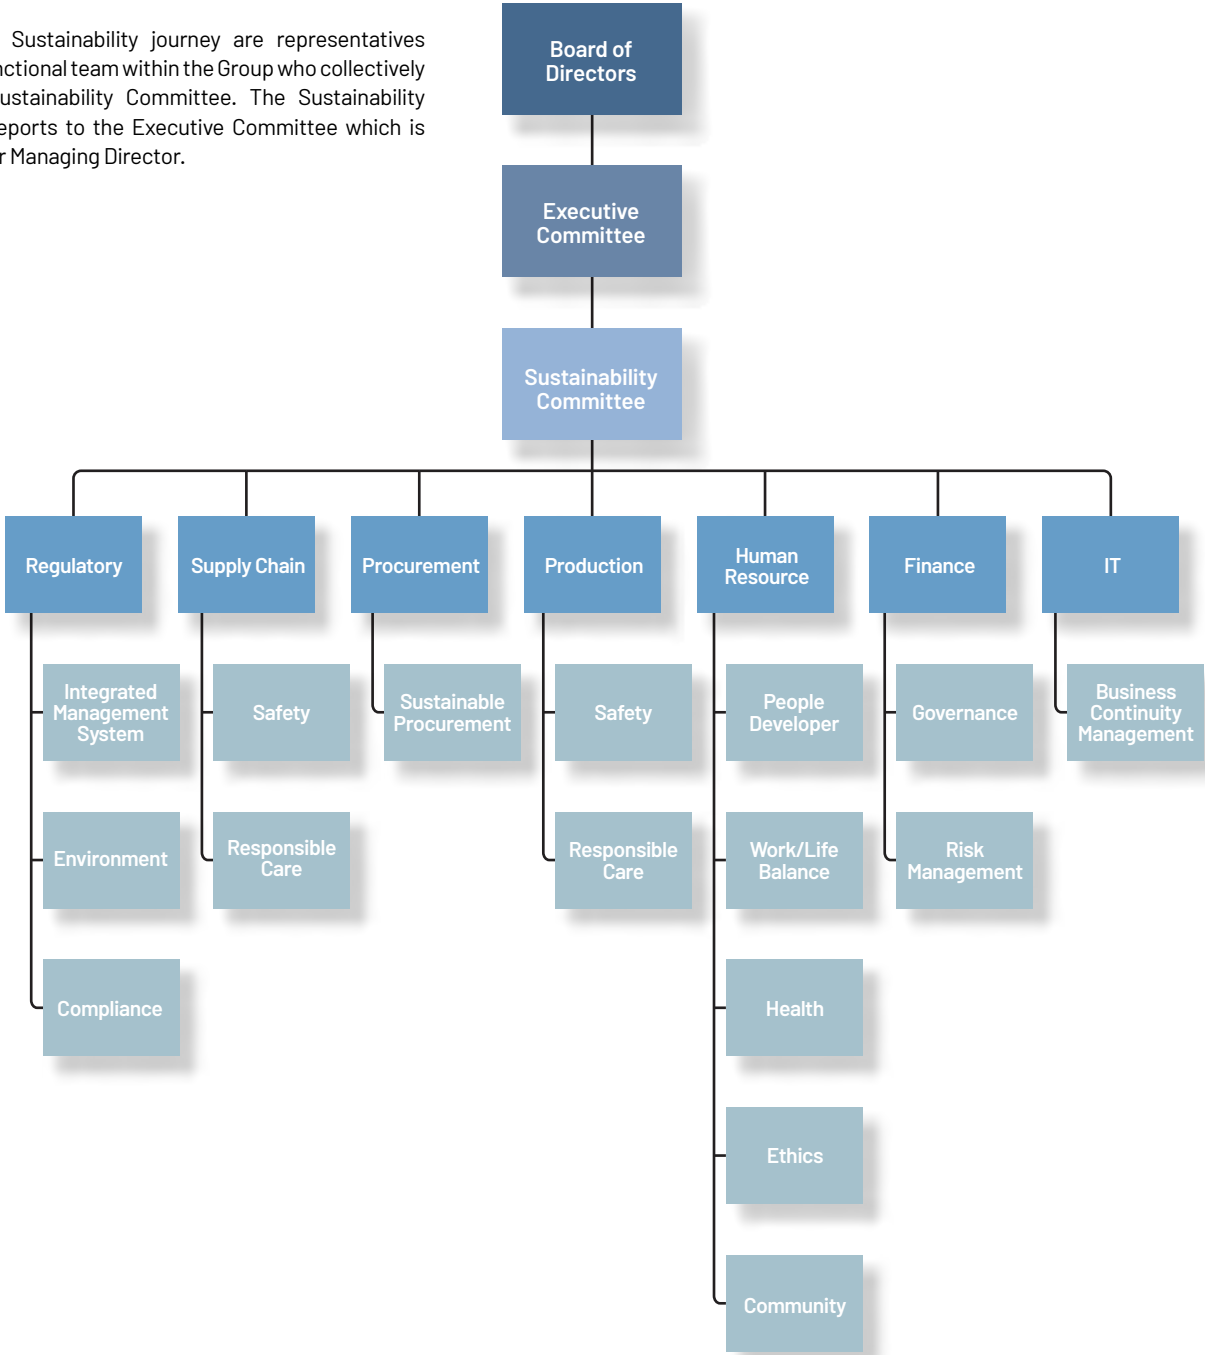 Sustainability journey are representatives
team within the Group who collectively
Sustainability Committee. The Sustainability
reports to the Executive Committee which is
Managing Director.
Board of
Directors
Executive
Committee
Sustainability
Committee
Regulatory
Supply Chain
Procurement
Production
Human
Resource
Finance
IT
Integrated
Management
System
Safety
Sustainable
Procurement
Safety
People
Developer
Governance
Business
Continuity
Management
Environment
Responsible
Care
Responsible
Care
Work/Life
Balance
Risk
Management
Compliance
Health
Ethics
Community